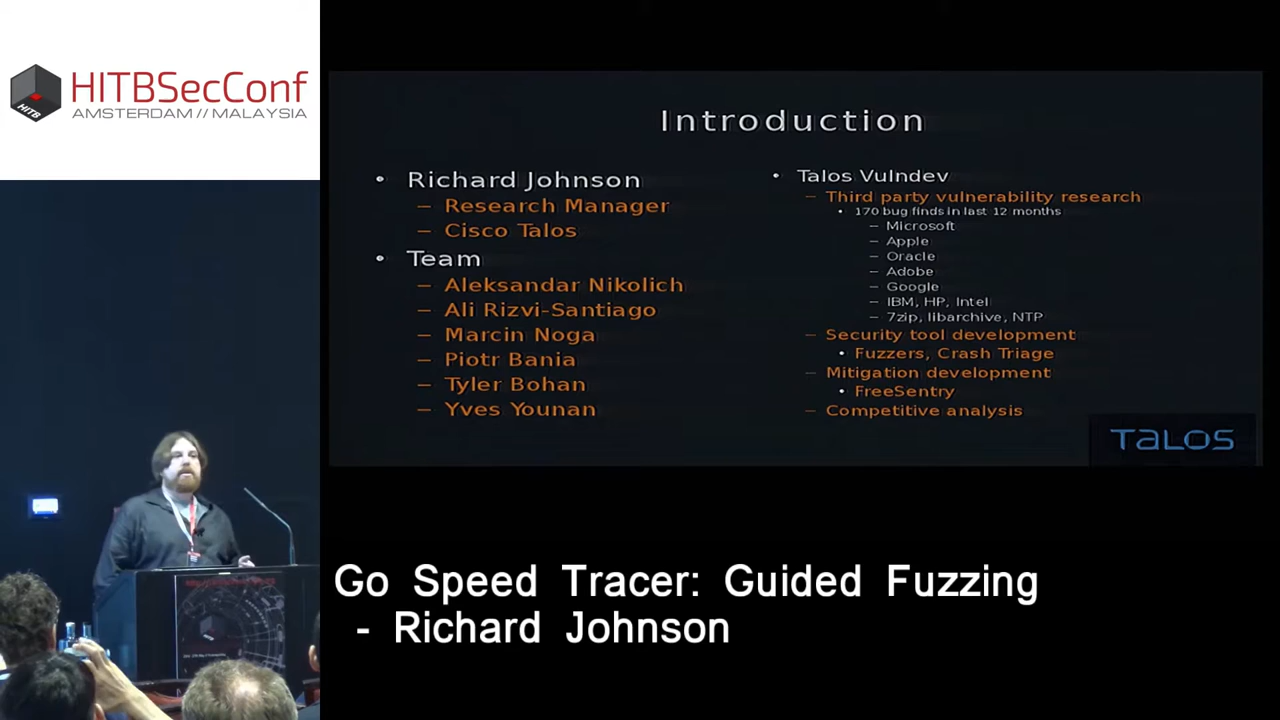 HITBSecConf
AMSTERDAM // MALAYSIA
HITB
Introduction
• Richard Johnson
– Research Manager
– Cisco Talos
• Team
– Aleksandar Nikolich
– Ali Rizvi-Santiago
– Marcin Noga
– Piotr Bania
– Tyler Bohan
– Yves Younan
• Talos Vulndev
– Third party vulnerability research
• 170 bug finds in last 12 months
– Microsoft
– Apple
– Oracle
– Adobe
– Google
– IBM, HP, Intel
– 7zip, libarchive, NTP
– Security tool development
• Fuzzers, Crash Triage
– Mitigation development
• FreeSentry
– Competitive analysis
TALOS
Go Speed Tracer: Guided Fuzzing
- Richard Johnson